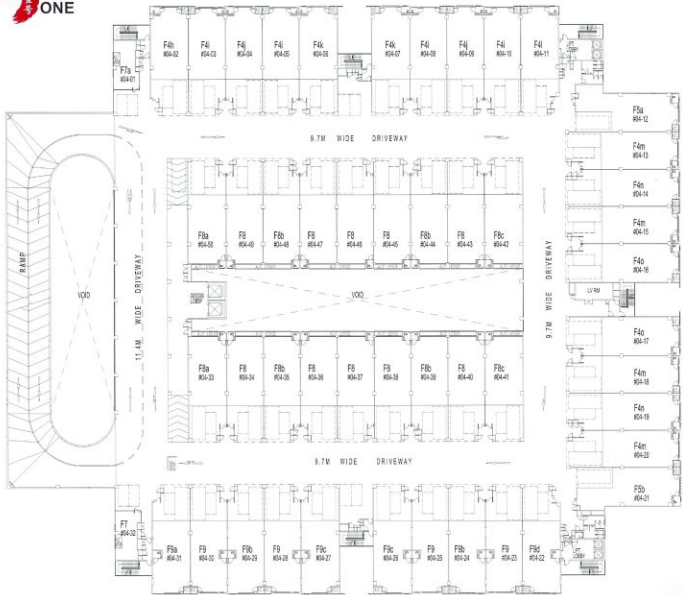 ONE
F4h
#04-02
F4i
#04-03
F4j
#04-04
F4i
#04-05
F4k
#04-06
F4k
#04-07
F4i
#04-08
F4j
#04-09
F4i
#04-10
F4l
#04-11
LOBBY
F7a
#04-01
F5a
#04-12
9.7M WIDE DRIVEWAY
F4m
#04-13
F4n
#04-14
F4m
#04-15
F4o
#04-16
RAMP
VOID
11.4M WIDE DRIVEWAY
F8a
#04-50
F8
#04-49
F8b
#04-48
F8
#04-47
F8
#04-46
F8
#04-45
F8b
#04-44
F8
#04-43
F8c
#04-42
9.7M WIDE DRIVEWAY
GOODS
LOBBY
VOID
LV RM
F8a
#04-33
F8
#04-34
F8b
#04-35
F8
#04-36
F8
#04-37
F8
#04-38
F8b
#04-39
F8
#04-40
F8c
#04-41
F4o
#04-17
F4m
#04-18
F4n
#04-19
F4m
#04-20
F5b
#04-21
9.7M WIDE DRIVEWAY
F7
#04-32
F9a
#04-31
F9
#04-30
F9b
#04-29
F9
#04-28
F9c
#04-27
F9c
#04-26
F9
#04-25
F9b
#04-24
F9
#04-23
F9d
#04-22
LOBBY